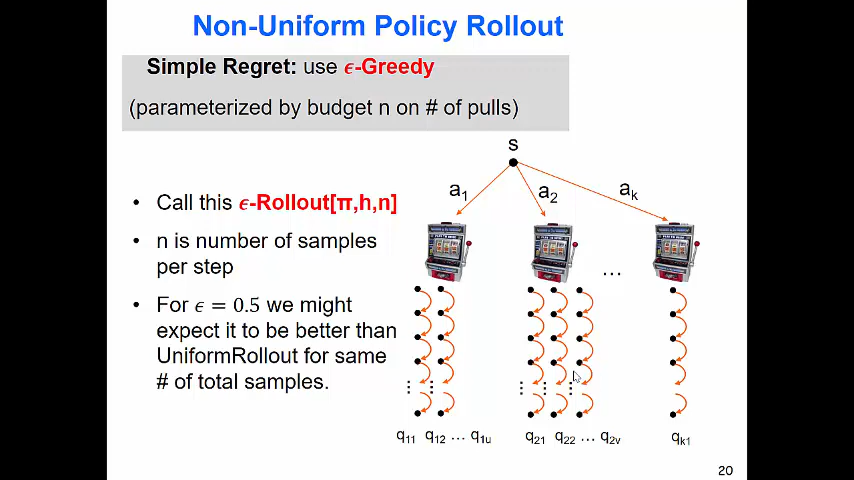 Non-Uniform Policy Rollout
Simple Regret: use ϵ-Greedy
(parameterized by budget n on # of pulls)
s
a1
a2
ak
• Call this ϵ-Rollout[π,h,n]
• n is number of samples
per step
• For ϵ = 0.5 we might
expect it to be better than
UniformRollout for same
# of total samples.
…
q11 q12 … q1u
q21 q22 … q2v
qk1
20